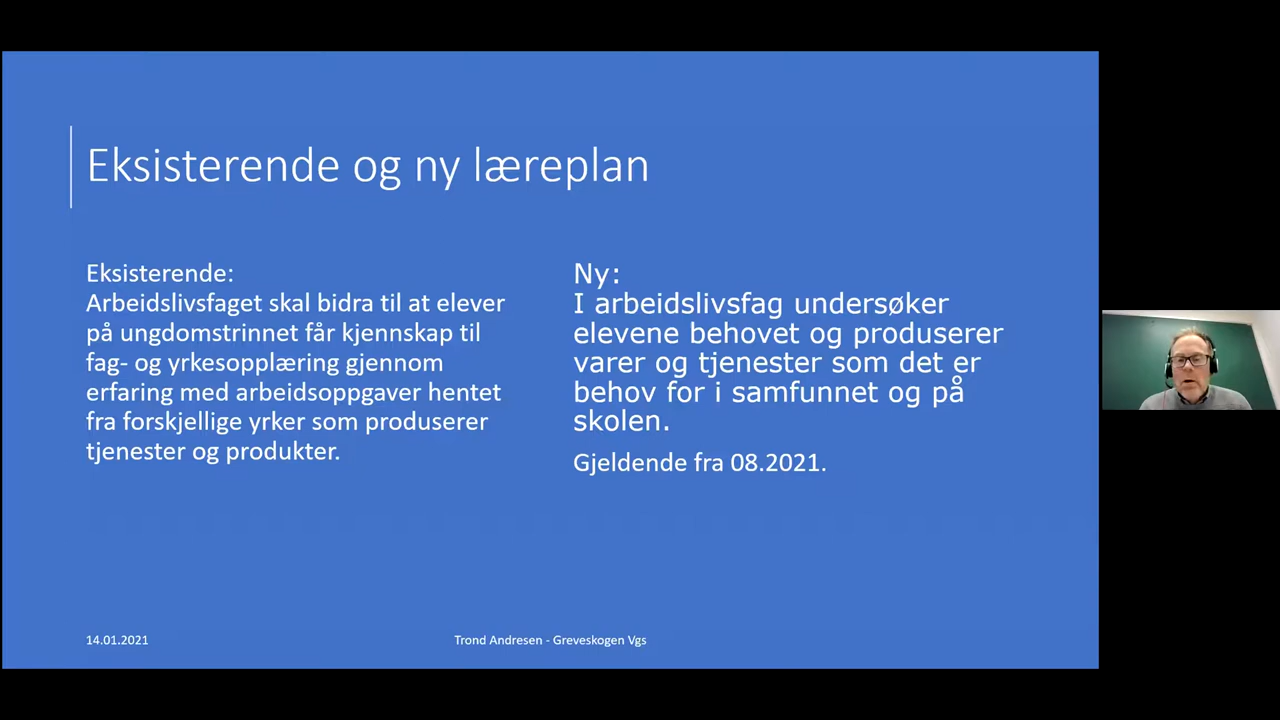 Eksisterende og ny læreplan
Eksisterende:
Arbeidslivsfaget skal bidra til at elever
på ungdomstrinnet får kjennskap til
fag- og yrkesopplæring gjennom
erfaring med arbeidsoppgaver hentet
fra forskjellige yrker som produserer
tjenester og produkter.
Ny:
I arbeidslivsfag undersøker
elevene behovet og produserer
varer og tjenester som det er
behov for i samfunnet og på
skolen.
Gjeldende fra 08.2021.
14.01.2021
Trond Andresen - Greveskogen Vgs